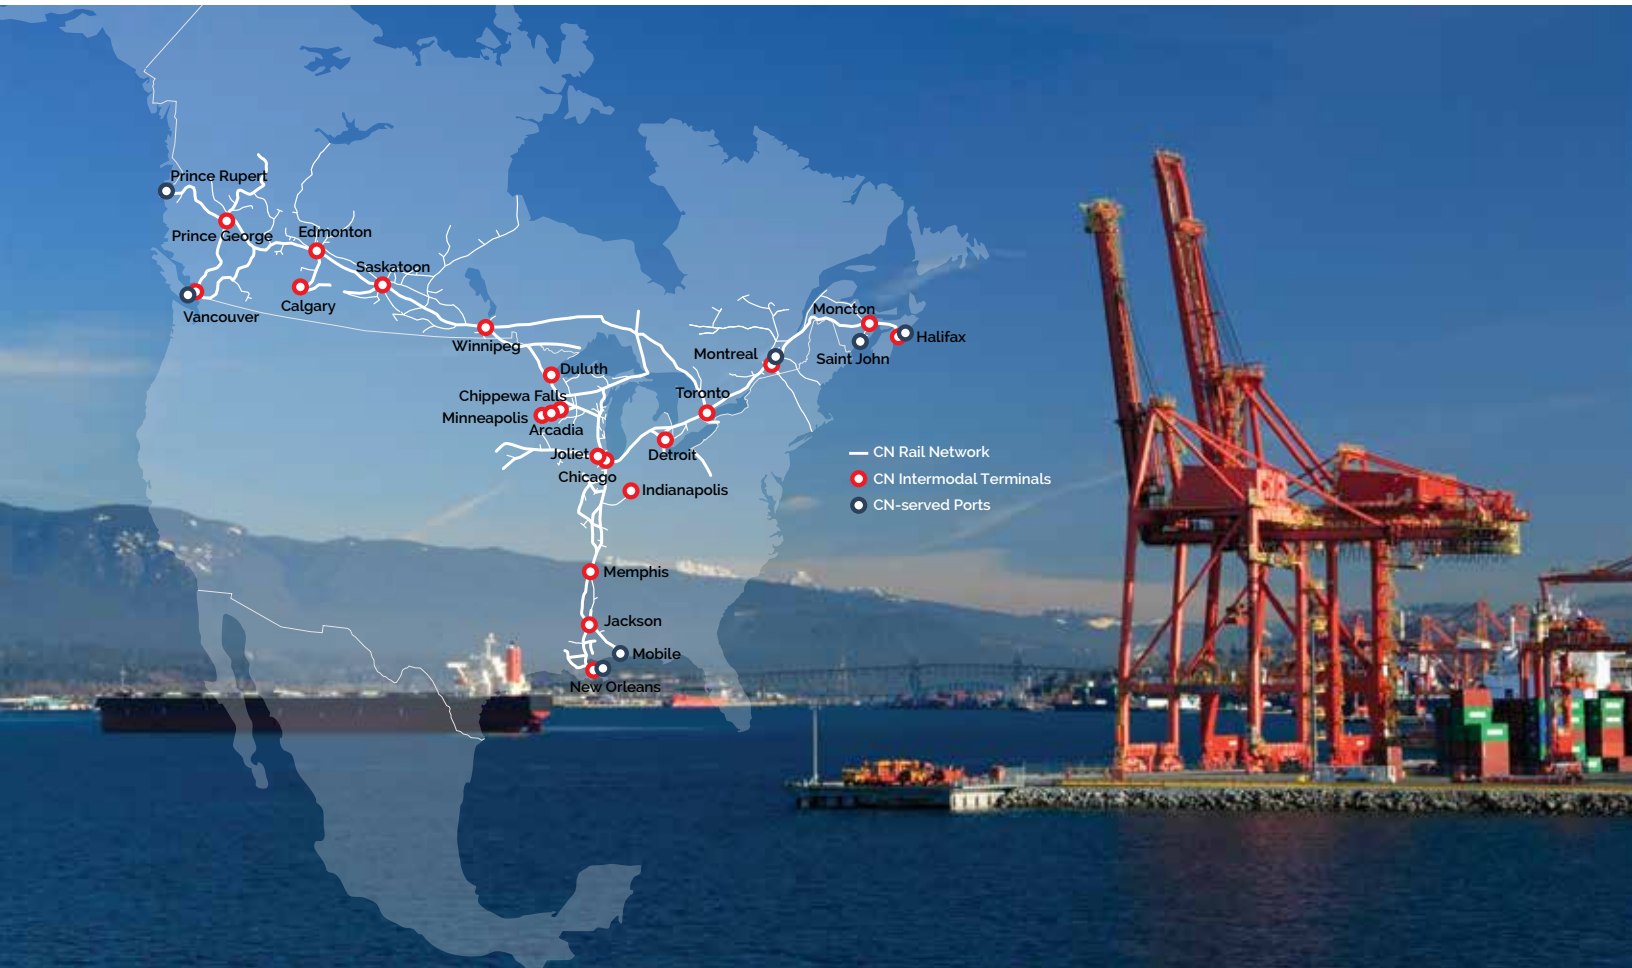 Prince Rupert
Prince George
Edmonton
Saskatoon
Calgary
Vancouver
Winnipeg
Duluth
Chippewa Falls
Minneapolis
Arcadia
Joliet
Chicago
Indianapolis
Detroit
Toronto
Montreal
Moncton
Saint John
Halifax
CN Rail Network
CN Intermodal Terminals
CN-served Ports
Memphis
Jackson
Mobile
New Orleans